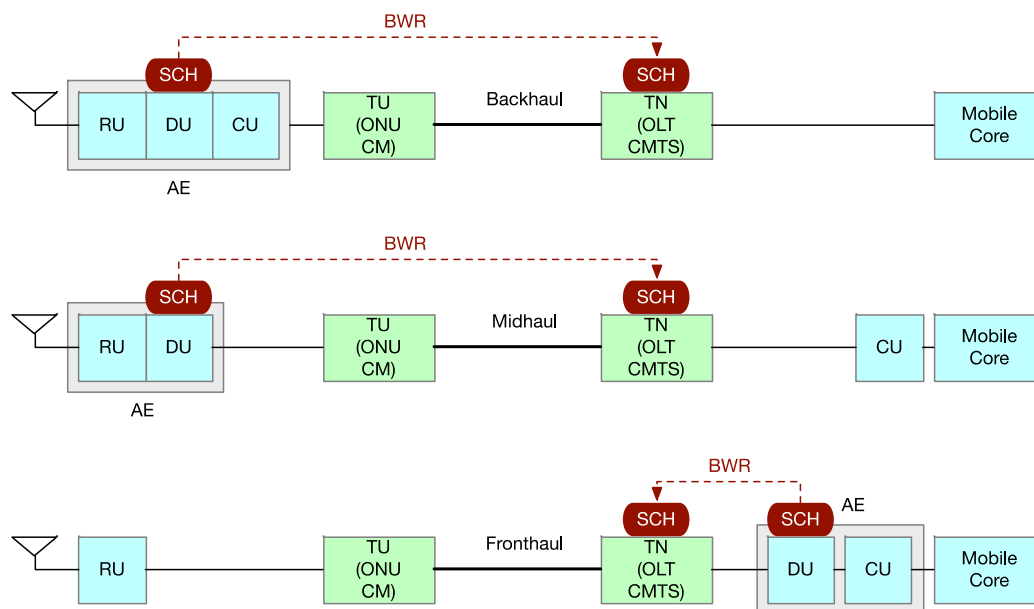 BWR
SCH
SCH
RU
DU
CU
AE
TU
(ONU
CM)
Backhaul
TN
(OLT
CMTS)
Mobile
Core
BWR
SCH
SCH
RU
DU
AE
TU
(ONU
CM)
Midhaul
TN
(OLT
CMTS)
CU
Mobile
Core
BWR
SCH
SCH
AE
RU
TU
(ONU
CM)
Fronthaul
TN
(OLT
CMTS)
DU
CU
Mobile
Core